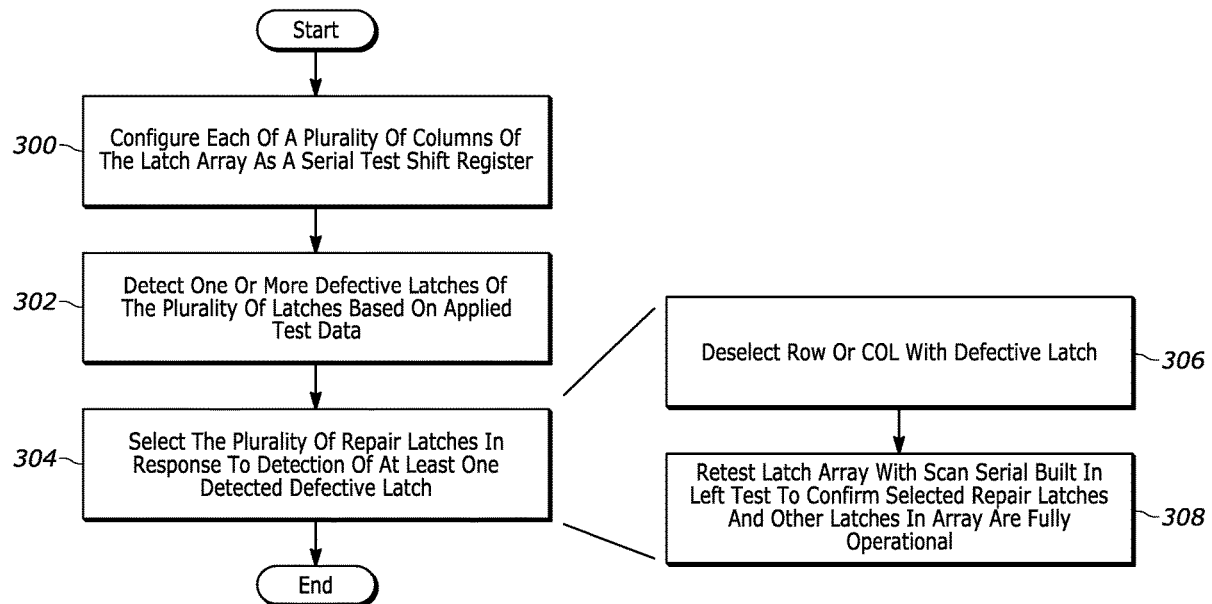 Start
300
Configure Each Of A Plurality Of Columns Of
The Latch Array As A Serial Test Shift Register
302
Detect One Or More Defective Latches Of
The Plurality Of Latches Based On Applied
Test Data
304
Select The Plurality Of Repair Latches In
Response To Detection Of At Least One
Detected Defective Latch
End
Deselect Row Or COL With Defective Latch
306
Retest Latch Array With Scan Serial Built In
Left Test To Confirm Selected Repair Latches
And Other Latches In Array Are Fully
Operational
308